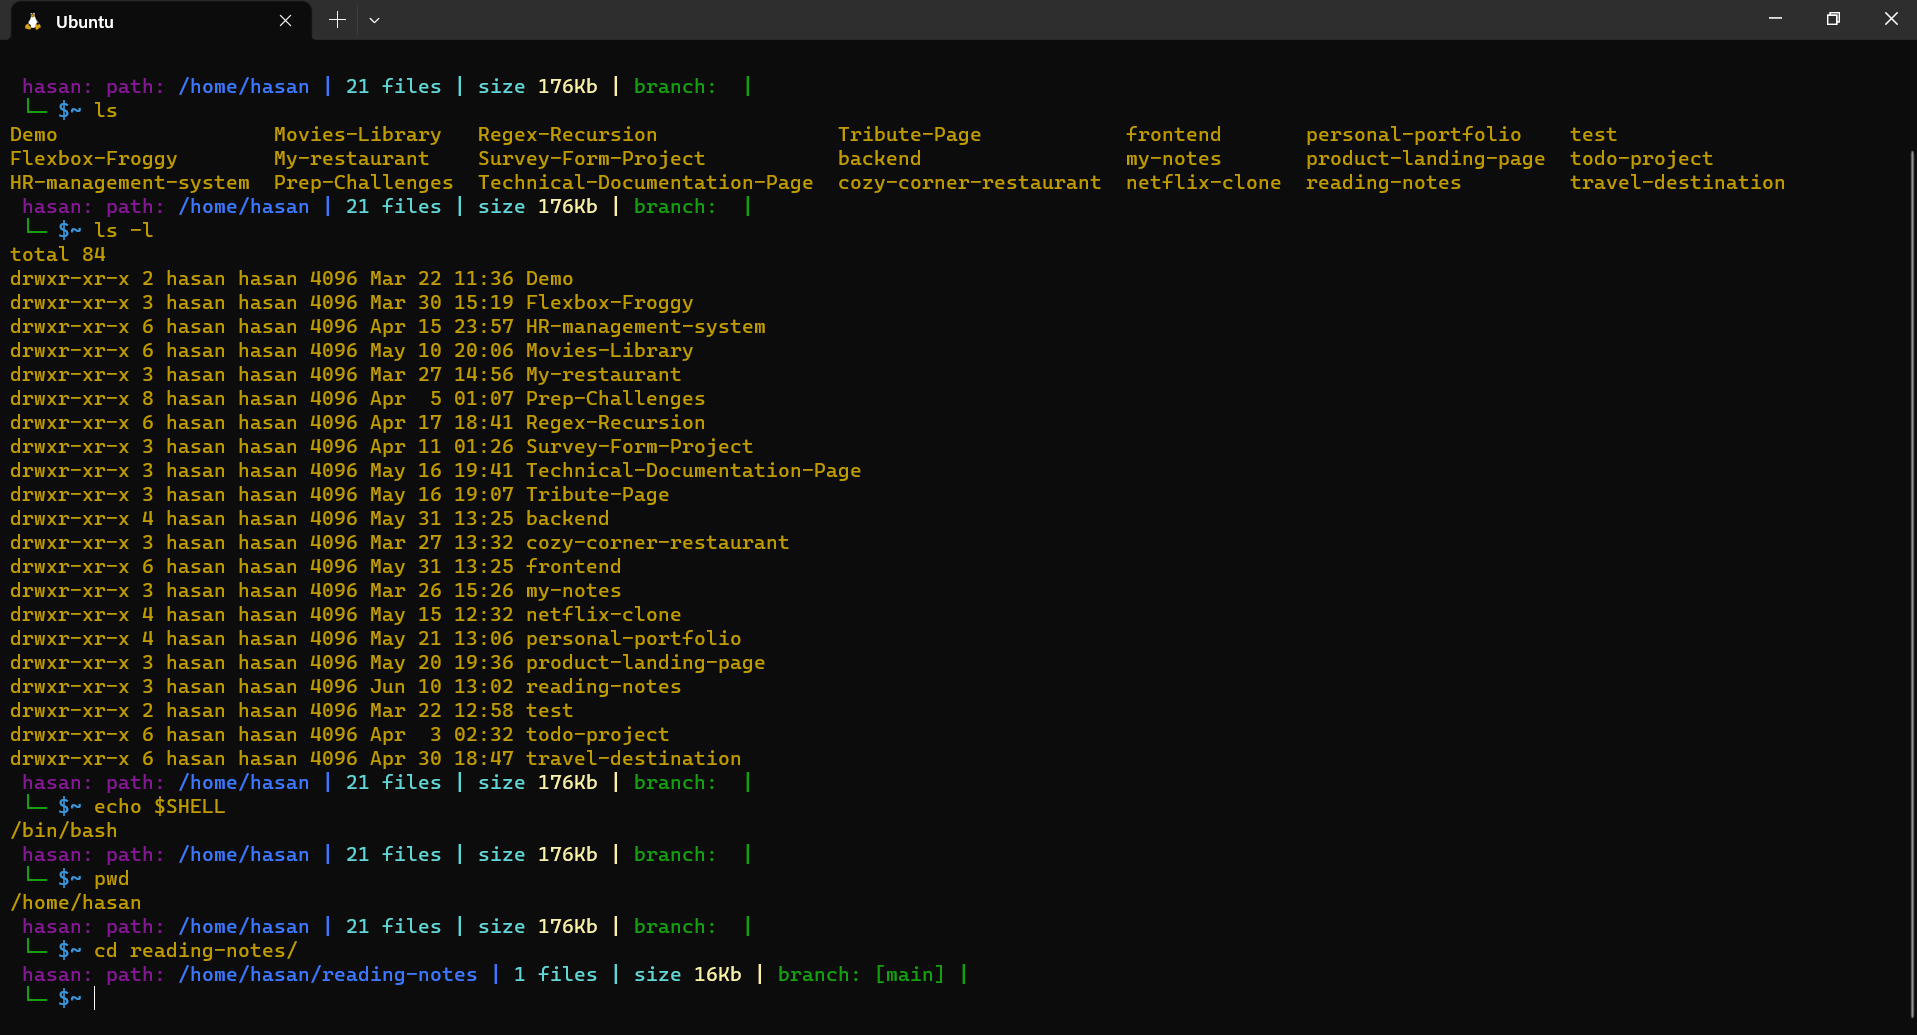 Ubuntu
hasan: path: /home/hasan | 21 files | size 176Kb | branch:  |
└─ $~ ls
Demo Movies-Library Regex-Recursion Tribute-Page frontend personal-portfolio test
Flexbox-Froggy My-restaurant Survey-Form-Project backend my-notes product-landing-page todo-project
HR-management-system Prep-Challenges Technical-Documentation-Page cozy-corner-restaurant netflix-clone reading-notes travel-destination
hasan: path: /home/hasan | 21 files | size 176Kb | branch:  |
└─ $~ ls -l
total 84
drwxr-xr-x 2 hasan hasan 4096 Mar 22 11:36 Demo
drwxr-xr-x 3 hasan hasan 4096 Mar 30 15:19 Flexbox-Froggy
drwxr-xr-x 6 hasan hasan 4096 Apr 15 23:57 HR-management-system
drwxr-xr-x 6 hasan hasan 4096 May 10 20:06 Movies-Library
drwxr-xr-x 3 hasan hasan 4096 Mar 27 14:56 My-restaurant
drwxr-xr-x 8 hasan hasan 4096 Apr  5 01:07 Prep-Challenges
drwxr-xr-x 6 hasan hasan 4096 Apr 17 18:41 Regex-Recursion
drwxr-xr-x 3 hasan hasan 4096 Apr 11 01:26 Survey-Form-Project
drwxr-xr-x 3 hasan hasan 4096 May 16 19:41 Technical-Documentation-Page
drwxr-xr-x 3 hasan hasan 4096 May 16 19:07 Tribute-Page
drwxr-xr-x 4 hasan hasan 4096 May 31 13:25 backend
drwxr-xr-x 3 hasan hasan 4096 Mar 27 13:32 cozy-corner-restaurant
drwxr-xr-x 6 hasan hasan 4096 May 31 13:25 frontend
drwxr-xr-x 3 hasan hasan 4096 Mar 26 15:26 my-notes
drwxr-xr-x 4 hasan hasan 4096 May 15 12:32 netflix-clone
drwxr-xr-x 4 hasan hasan 4096 May 21 13:06 personal-portfolio
drwxr-xr-x 3 hasan hasan 4096 May 20 19:36 product-landing-page
drwxr-xr-x 3 hasan hasan 4096 Jun 10 13:02 reading-notes
drwxr-xr-x 2 hasan hasan 4096 Mar 22 12:58 test
drwxr-xr-x 6 hasan hasan 4096 Apr  3 02:32 todo-project
drwxr-xr-x 6 hasan hasan 4096 Apr 30 18:47 travel-destination
hasan: path: /home/hasan | 21 files | size 176Kb | branch:  |
└─ $~ echo $SHELL
/bin/bash
hasan: path: /home/hasan | 21 files | size 176Kb | branch:  |
└─ $~ pwd
/home/hasan
hasan: path: /home/hasan | 21 files | size 176Kb | branch:  |
└─ $~ cd reading-notes/
hasan: path: /home/hasan/reading-notes | 1 files | size 16Kb | branch: [main] |
└─ $~